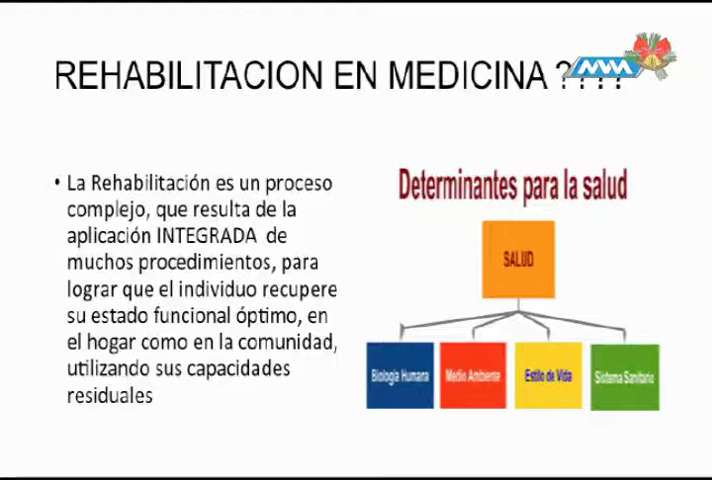 REHABILITACION EN MEDICINA ????
• La Rehabilitación es un proceso
complejo, que resulta de la
aplicación INTEGRADA de
muchos procedimientos, para
lograr que el individuo recupere
su estado funcional óptimo, en
el hogar como en la comunidad,
utilizando sus capacidades
residuales
Determinantes para la salud
SALUD
Biología Humana
Medio Ambiente
Estilo de Vida
Sistema Sanitario